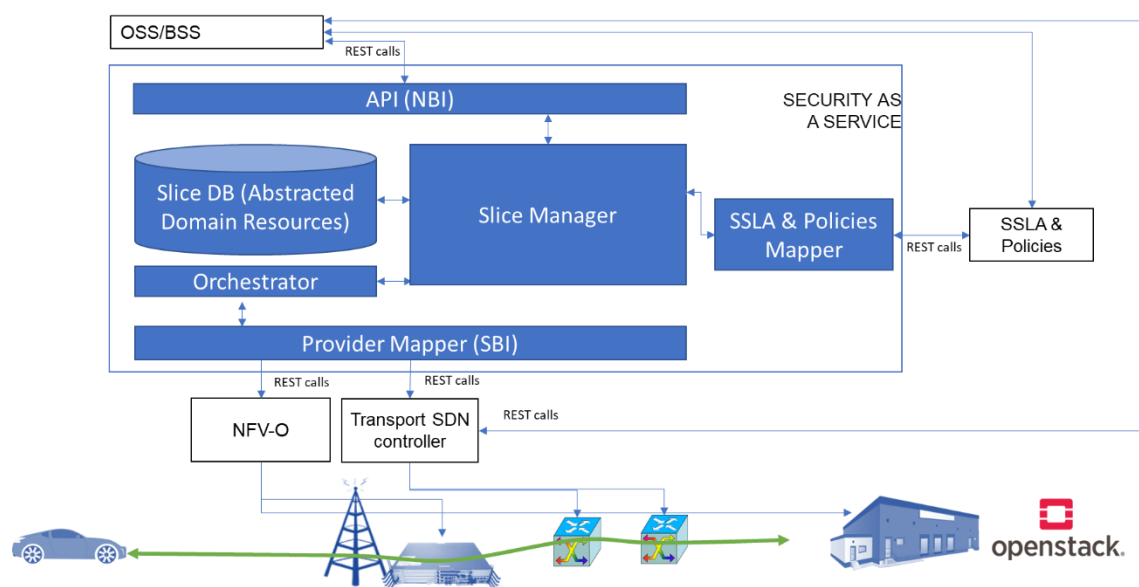 OSS/BSS
REST calls
API (NBI)
SECURITY AS
A SERVICE
Slice DB (Abstracted
Domain Resources)
Slice Manager
SSLA & Policies
Mapper
REST calls
SSLA &
Policies
Orchestrator
Provider Mapper (SBI)
REST calls
REST calls
NFV-O
Transport SDN
controller
REST calls
openstack.